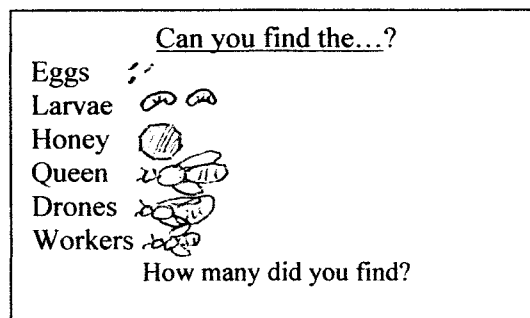 Can you find the...?
Eggs
Larvae
Honey
Queen
Drones
Workers
How many did you find?